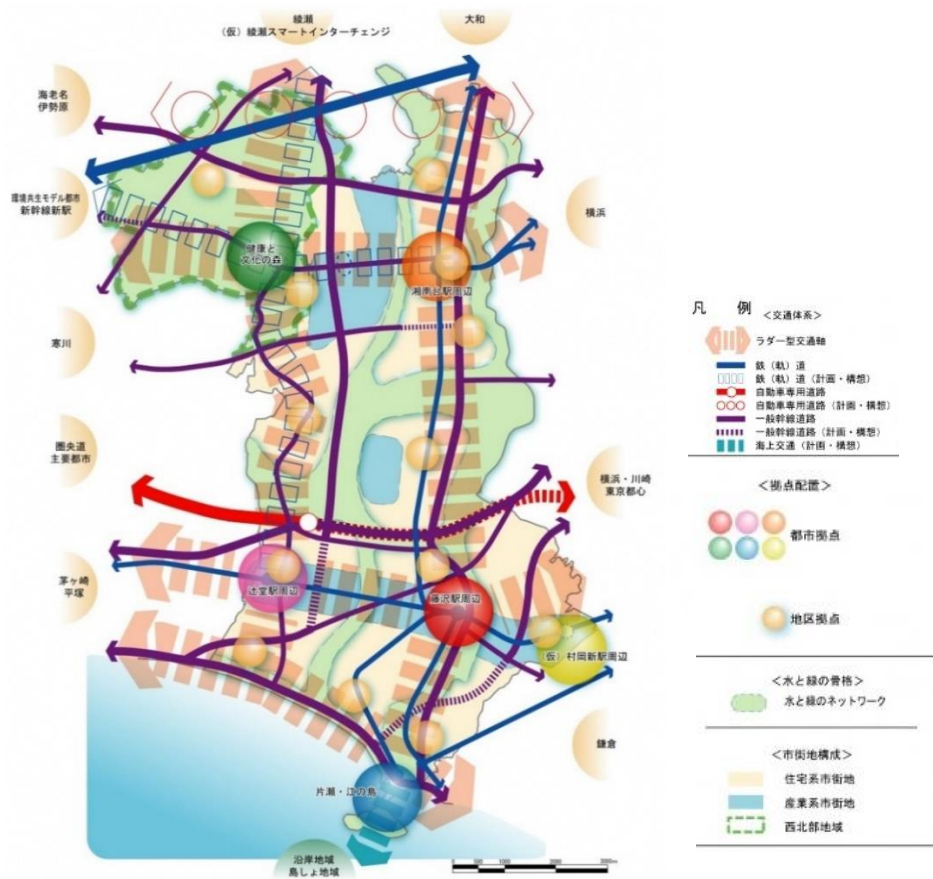 綾瀬
(仮)綾瀬スマートインターチェンジ
大和
海老名
伊勢原
環境共生モデル都市
新幹線新駅
横浜
健康と
文化の森
湘南台駅周辺
寒川
圏央道
主要都市
横浜・川崎
東京都心
茅ヶ崎
平塚
辻堂駅周辺
藤沢駅周辺
(仮)村岡新駅周辺
鎌倉
片瀬・江の島
沿岸地域
島しょ地域
0 500 1000 2000 3000m
凡 例
<交通体系>
ラダー型交通軸
鉄(軌)道
鉄(軌)道(計画・構想)
自動車専用道路
自動車専用道路(計画・構想)
一般幹線道路
一般幹線道路(計画・構想)
海上交通(計画・構想)
<拠点配置>
都市拠点
地区拠点
<水と緑の骨格>
水と緑のネットワーク
<市街地構成>
住宅系市街地
産業系市街地
西北部地域